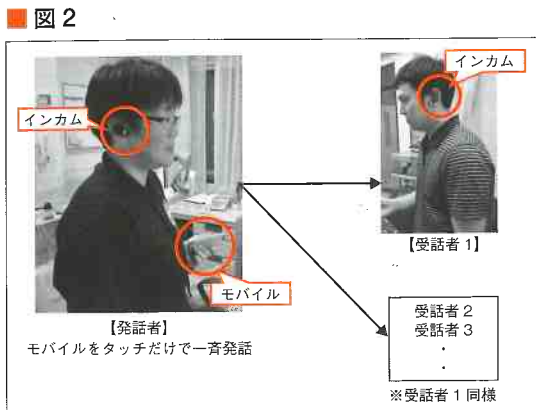 図2
インカム
インカム
モバイル
【発話者】
モバイルをタッチだけで一斉発話
【受話者1】
受話者2
受話者3
・
・
※受話者1同様